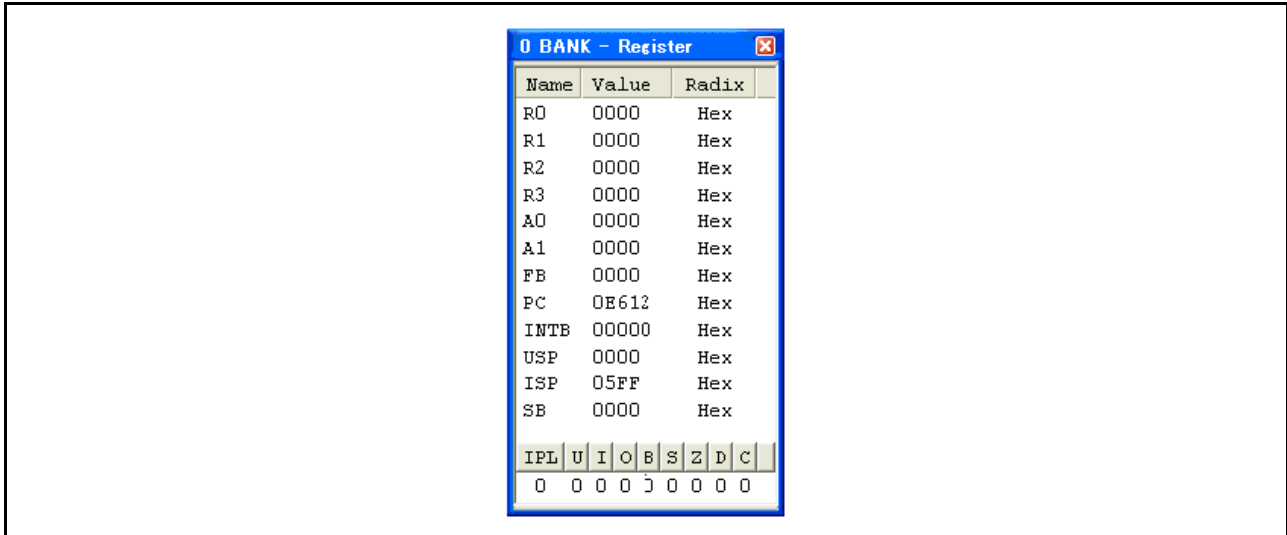 0 BANK - Register
Name Value Radix
R0 0000 Hex
R1 0000 Hex
R2 0000 Hex
R3 0000 Hex
A0 0000 Hex
A1 0000 Hex
FB 0000 Hex
PC 0E612 Hex
INTB 00000 Hex
USP 0000 Hex
ISP 05FF Hex
SB 0000 Hex
IPL U I O B S Z D C
0 0 0 0 0 0 0 0 0